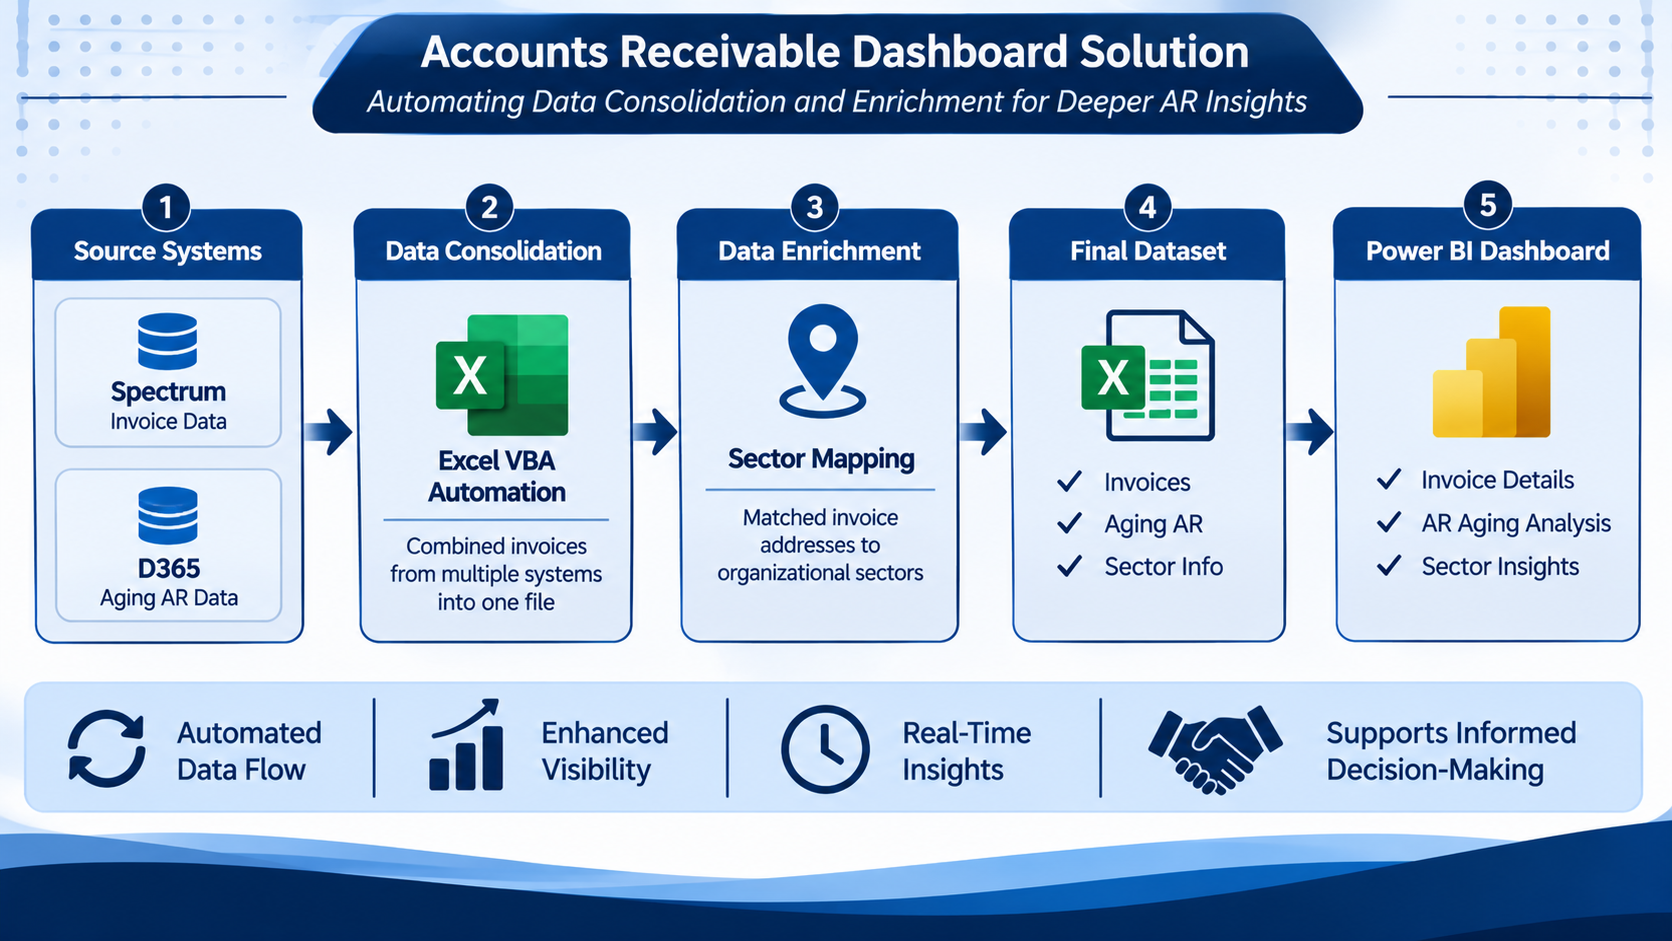 Accounts Receivable Dashboard Solution
Automating Data Consolidation and Enrichment for Deeper AR Insights
1
Source Systems
Spectrum
Invoice Data
D365
Aging AR Data
2
Data Consolidation
X
Excel VBA
Automation
Combined invoices
from multiple systems
into one file
3
Data Enrichment
Sector Mapping
Matched invoice
addresses to
organizational sectors
4
Final Dataset
X
Invoices
Aging AR
Sector Info
5
Power BI Dashboard
Invoice Details
AR Aging Analysis
Sector Insights
Automated
Data Flow
Enhanced
Visibility
Real-Time
Insights
Supports Informed
Decision-Making